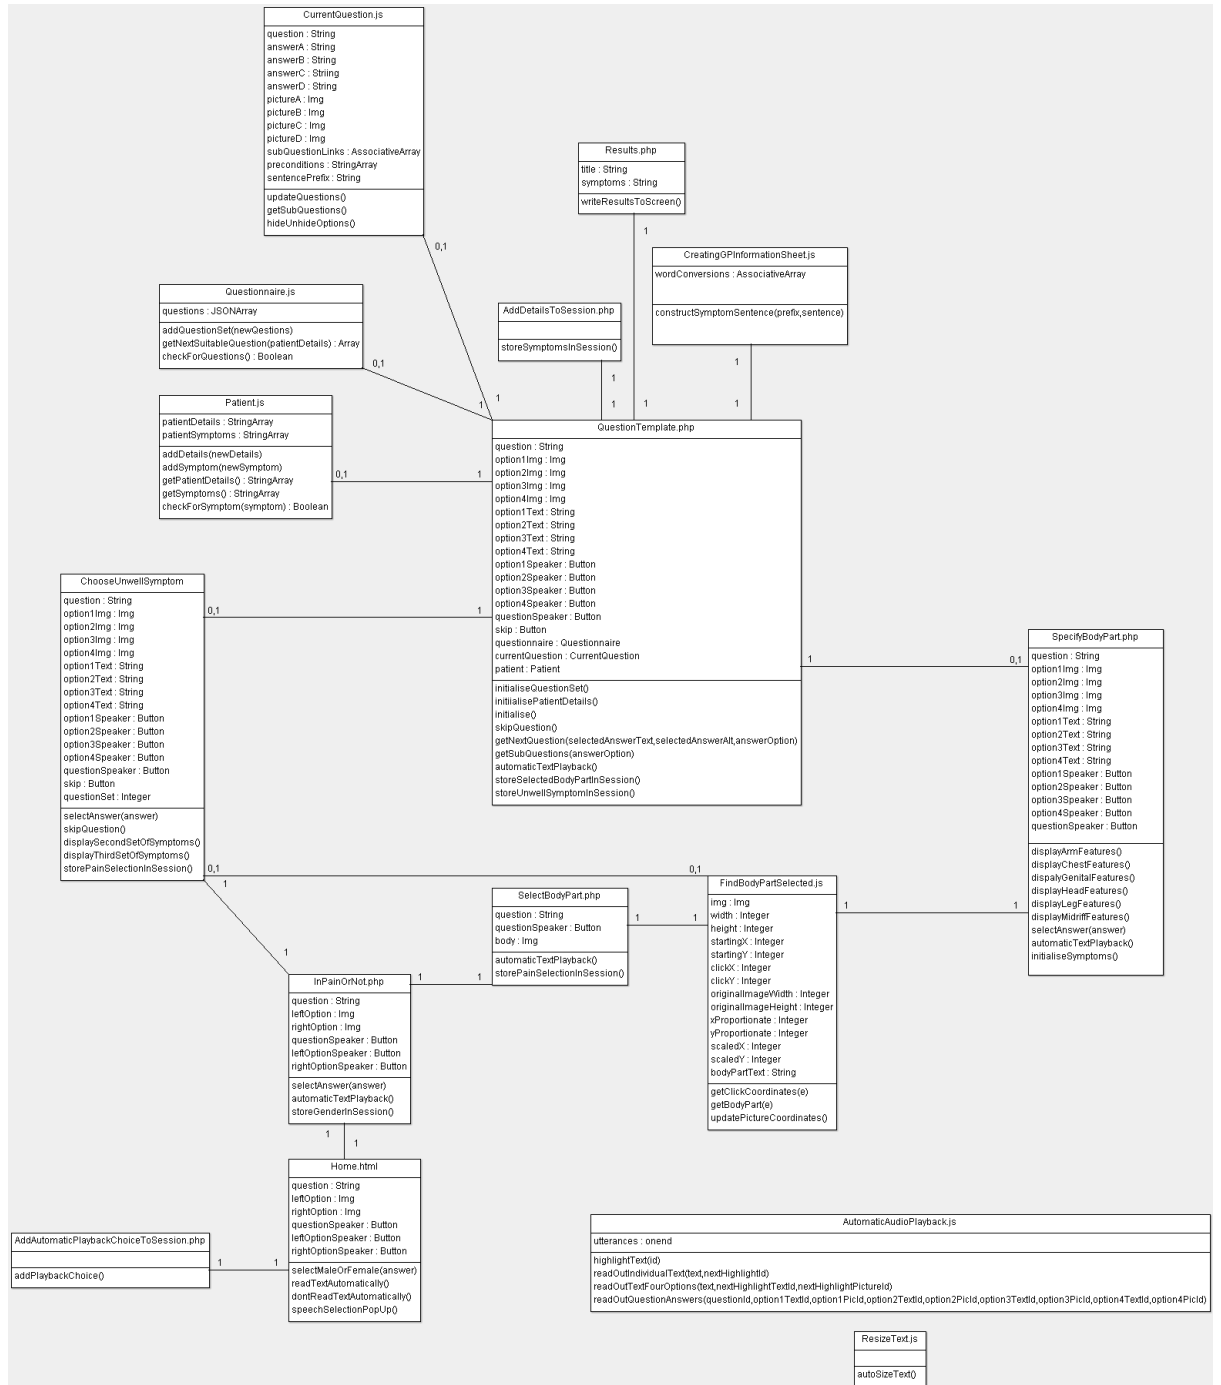 CurrentQuestion.js
question : String
answerA : String
answerB : String
answerC : Striing
answerD : String
pictureA : Img
pictureB : Img
pictureC : Img
pictureD : Img
subQuestionLinks : AssociativeArray
preconditions : StringArray
sentencePrefix : String
updateQuestions()
getSubQuestions()
hideUnhideOptions()
0,1
Results.php
title : String
symptoms : String
writeResultsToScreen()
1
CreatingGPInformationSheet.js
wordConversions : AssociativeArray
constructSymptomSentence(prefix,sentence)
1
Questionnaire.js
questions : JSONArray
addQuestionSet(newQestions)
getNextSuitableQuestion(patientDetails) : Array
checkForQuestions() : Boolean
0,1
AddDetailsToSession.php
storeSymptomsInSession()
1
1
1
1
1
1
Patient.js
patientDetails : StringArray
patientSymptoms : StringArray
addDetails(newDetails)
addSymptom(newSymptom)
getPatientDetails() : StringArray
getSymptoms() : StringArray
checkForSymptom(symptom) : Boolean
0,1
1
QuestionTemplate.php
question : String
option1Img : Img
option2Img : Img
option3Img : Img
option4Img : Img
option1Text : String
option2Text : String
option3Text : String
option4Text : String
option1Speaker : Button
option2Speaker : Button
option3Speaker : Button
option4Speaker : Button
questionSpeaker : Button
skip : Button
questionnaire : Questionnaire
currentQuestion : CurrentQuestion
patient : Patient
initialiseQuestionSet()
initiialisePatientDetails()
initialise()
skipQuestion()
getNextQuestion(selectedAnswerText,selectedAnswerAlt,answerOption)
getSubQuestions(answerOption)
automaticTextPlayback()
storeSelectedBodyPartInSession()
storeUnwellSymptomInSession()
ChooseUnwellSymptom
question : String
option1Img : Img
option2Img : Img
option3Img : Img
option4Img : Img
option1Text : String
option2Text : String
option3Text : String
option4Text : String
option1Speaker : Button
option2Speaker : Button
option3Speaker : Button
option4Speaker : Button
questionSpeaker : Button
skip : Button
questionSet : Integer
selectAnswer(answer)
skipQuestion()
displaySecondSetOfSymptoms()
displayThirdSetOfSymptoms()
storePainSelectionInSession()
0,1
1
1
0,1
SpecifyBodyPart.php
question : String
option1Img : Img
option2Img : Img
option3Img : Img
option4Img : Img
option1Text : String
option2Text : String
option3Text : String
option4Text : String
option1Speaker : Button
option2Speaker : Button
option3Speaker : Button
option4Speaker : Button
questionSpeaker : Button
displayArmFeatures()
displayChestFeatures()
dispalyGenitalFeatures()
displayHeadFeatures()
displayLegFeatures()
displayMidriffFeatures()
selectAnswer(answer)
automaticTextPlayback()
initialiseSymptoms()
0,1
0,1
1
1
SelectBodyPart.php
question : String
questionSpeaker : Button
body : Img
automaticTextPlayback()
storePainSelectionInSession()
1
1
FindBodyPartSelected.js
img : Img
width : Integer
height : Integer
startingX : Integer
startingY : Integer
clickX : Integer
clickY : Integer
originalImageWidth : Integer
originalImageHeight : Integer
xProportionate : Integer
yProportionate : Integer
scaledX : Integer
scaledY : Integer
bodyPartText : String
getClickCoordinates(e)
getBodyPart(e)
updatePictureCoordinates()
1
1
InPainOrNot.php
question : String
leftOption : Img
rightOption : Img
questionSpeaker : Button
leftOptionSpeaker : Button
rightOptionSpeaker : Button
selectAnswer(answer)
automaticTextPlayback()
storeGenderInSession()
1
1
1
1
Home.html
question : String
leftOption : Img
rightOption : Img
questionSpeaker : Button
leftOptionSpeaker : Button
rightOptionSpeaker : Button
selectMaleOrFemale(answer)
readTextAutomatically()
dontReadTextAutomatically()
speechSelectionPopUp()
AddAutomaticPlaybackChoiceToSession.php
addPlaybackChoice()
1
1
AutomaticAudioPlayback.js
utterances : onend
highlightText(id)
readOutIndividualText(text,nextHighlightId)
readOutTextFourOptions(text,nextHighlightTextId,nextHighlightPictureId)
readOutQuestionAnswers(questionId,option1TextId,option1PicId,option2TextId,option2PicId,option3TextId,option3PicId,option4TextId,option4PicId)
ResizeText.js
autoSizeText()